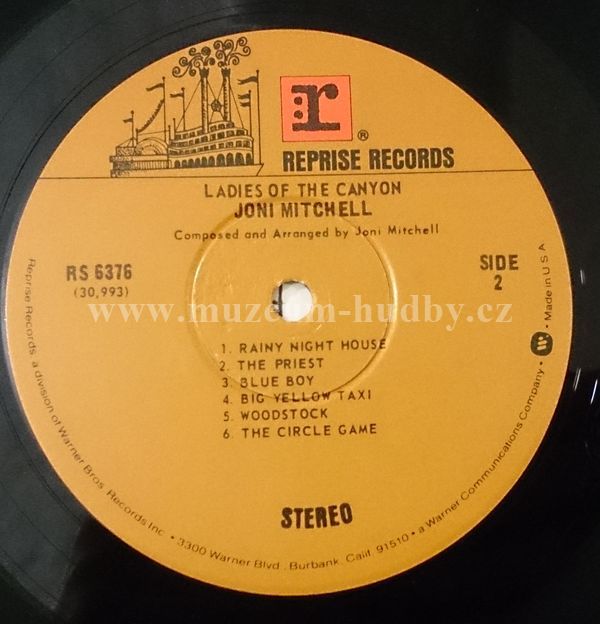 r
®
REPRISE RECORDS
LADIES OF THE CANYON
JONI MITCHELL
Composed and Arranged by Joni Mitchell
RS 6376
(30,993)
SIDE
2
www.muzeum-hudby.cz
1. RAINY NIGHT HOUSE
2. THE PRIEST
3. BLUE BOY
4. BIG YELLOW TAXI
5. WOODSTOCK
6. THE CIRCLE GAME
STEREO
Reprise Records, a division of Warner Bros. Records Inc. • 3300 Warner Blvd., Burbank, Calif. 91510 • a Warner Communications Company • W • Made in U S A